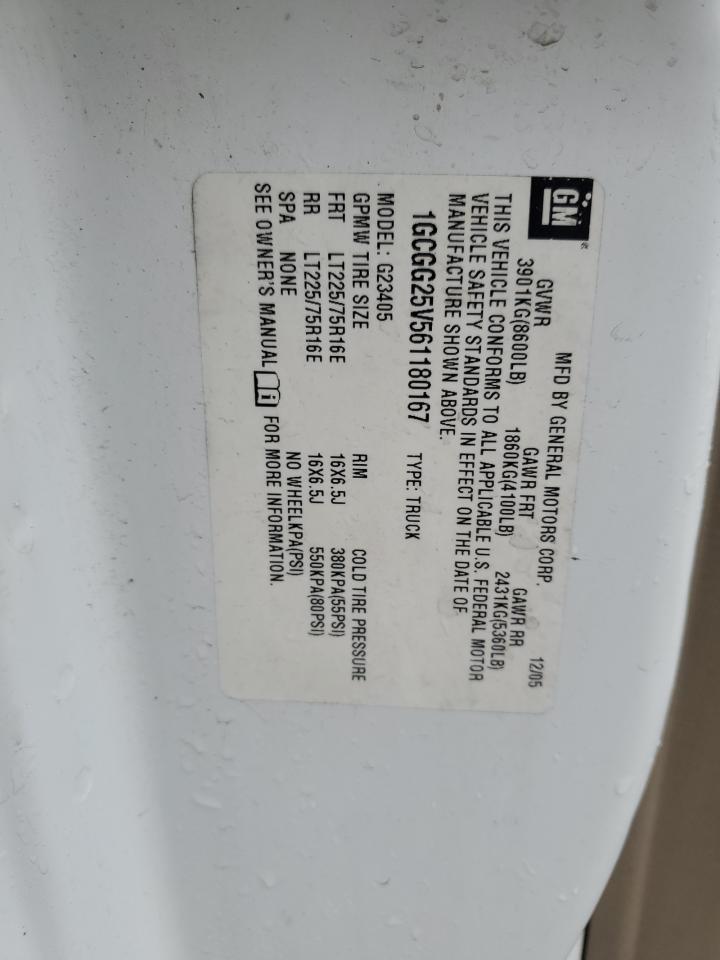 GM
MFD BY GENERAL MOTORS CORP. 12/05
GVWR GAWR FRT GAWR RR
3901KG(8600LB) 1860KG(4100LB) 2431KG(5360LB)
THIS VEHICLE CONFORMS TO ALL APPLICABLE U.S. FEDERAL MOTOR
VEHICLE SAFETY STANDARDS IN EFFECT ON THE DATE OF
MANUFACTURE SHOWN ABOVE.
1GCGG25V561180167 TYPE: TRUCK
MODEL: G23405
GPMW TIRE SIZE RIM COLD TIRE PRESSURE
FRT LT225/75R16E 16X6.5J 380KPA(55PSI)
RR LT225/75R16E 16X6.5J 550KPA(80PSI)
SPA NONE NO WHEELKPA(PSI)
SEE OWNER'S MANUAL i FOR MORE INFORMATION.